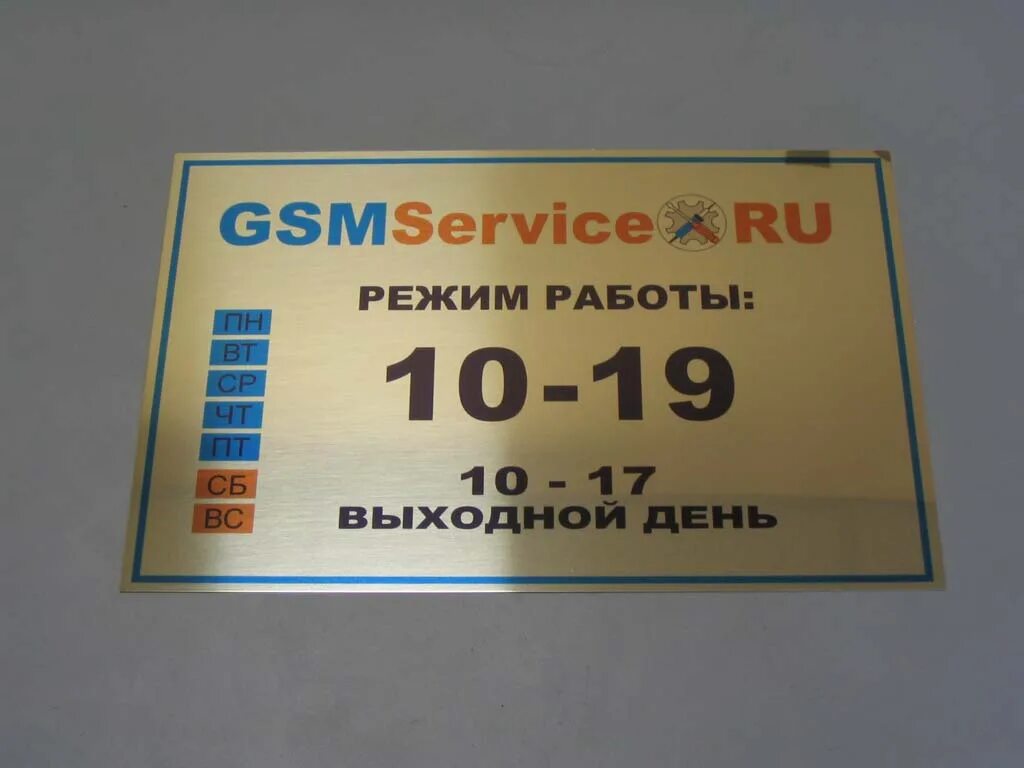 GSMService RU
РЕЖИМ РАБОТЫ:
ПН
ВТ
СР
ЧТ
ПТ
10-19
СБ 10 - 17
ВС ВЫХОДНОЙ ДЕНЬ